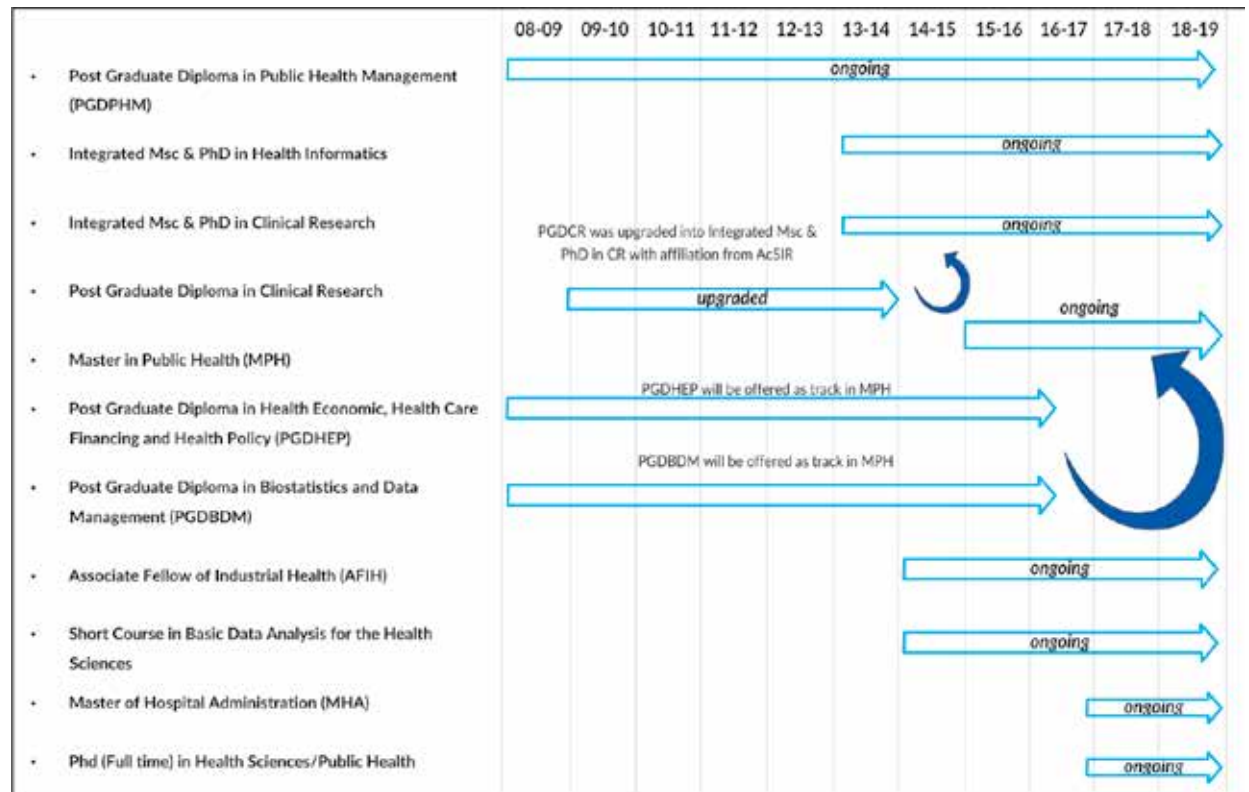 08-09 09-10 10-11 11-12 12-13 13-14 14-15 15-16 16-17 17-18 18-19
• Post Graduate Diploma in Public Health Management
(PGDPHM)
ongoing
• Integrated Msc & PhD in Health Informatics
ongoing
• Integrated Msc & PhD in Clinical Research
ongoing
PGDCR was upgraded into Integrated Msc &
PhD in CR with affiliation from AcSIR
• Post Graduate Diploma in Clinical Research
upgraded
ongoing
• Master in Public Health (MPH)
• Post Graduate Diploma in Health Economic, Health Care
Financing and Health Policy (PGDHEP)
PGDHEP will be offered as track in MPH
PGDBDM will be offered as track in MPH
• Post Graduate Diploma in Biostatistics and Data
Management (PGDBDM)
• Associate Fellow of Industrial Health (AFIH)
ongoing
• Short Course in Basic Data Analysis for the Health
Sciences
ongoing
• Master of Hospital Administration (MHA)
ongoing
• Phd (Full time) in Health Sciences/Public Health
ongoing